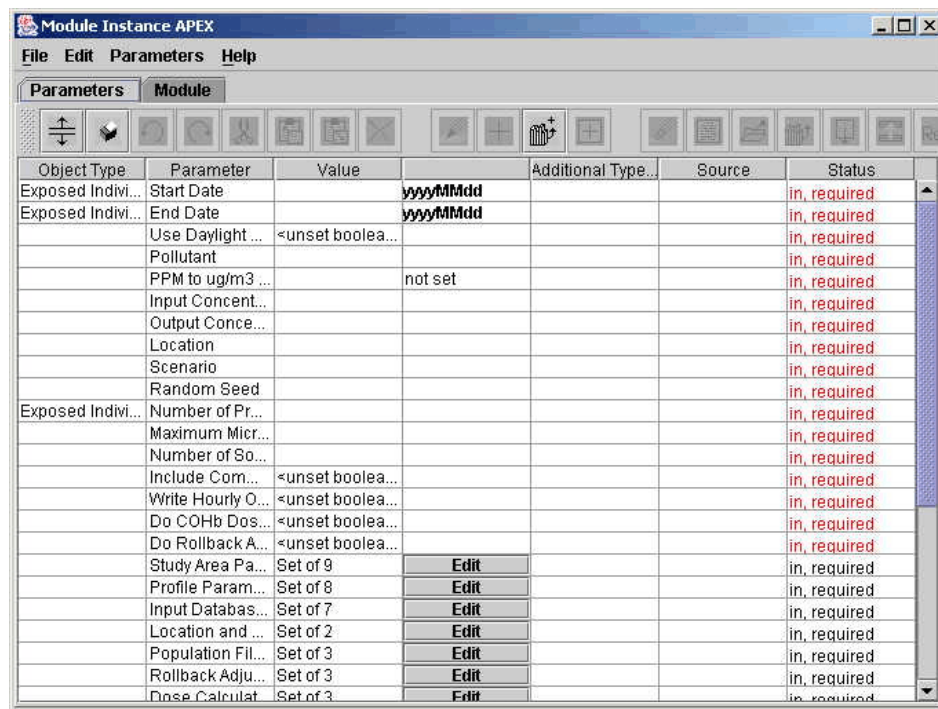 Module Instance APEX
File Edit Parameters Help
Parameters Module
Object Type Parameter Value Additional Type... Source Status
Exposed Indivi... Start Date yyyyMMdd in, required
Exposed Indivi... End Date yyyyMMdd in, required
Use Daylight ... <unset boolea... in, required
Pollutant in, required
PPM to ug/m3 ... not set in, required
Input Concent... in, required
Output Conce... in, required
Location in, required
Scenario in, required
Random Seed in, required
Exposed Indivi... Number of Pr... in, required
Maximum Micr... in, required
Number of So... in, required
Include Com... <unset boolea... in, required
Write Hourly O... <unset boolea... in, required
Do COHb Dos... <unset boolea... in, required
Do Rollback A... <unset boolea... in, required
Study Area Pa... Set of 9 Edit in, required
Profile Param... Set of 8 Edit in, required
Input Databas... Set of 7 Edit in, required
Location and ... Set of 2 Edit in, required
Population Fil... Set of 3 Edit in, required
Rollback Adju... Set of 3 Edit in, required
Dose Calculat... Set of 3 Edit in, required